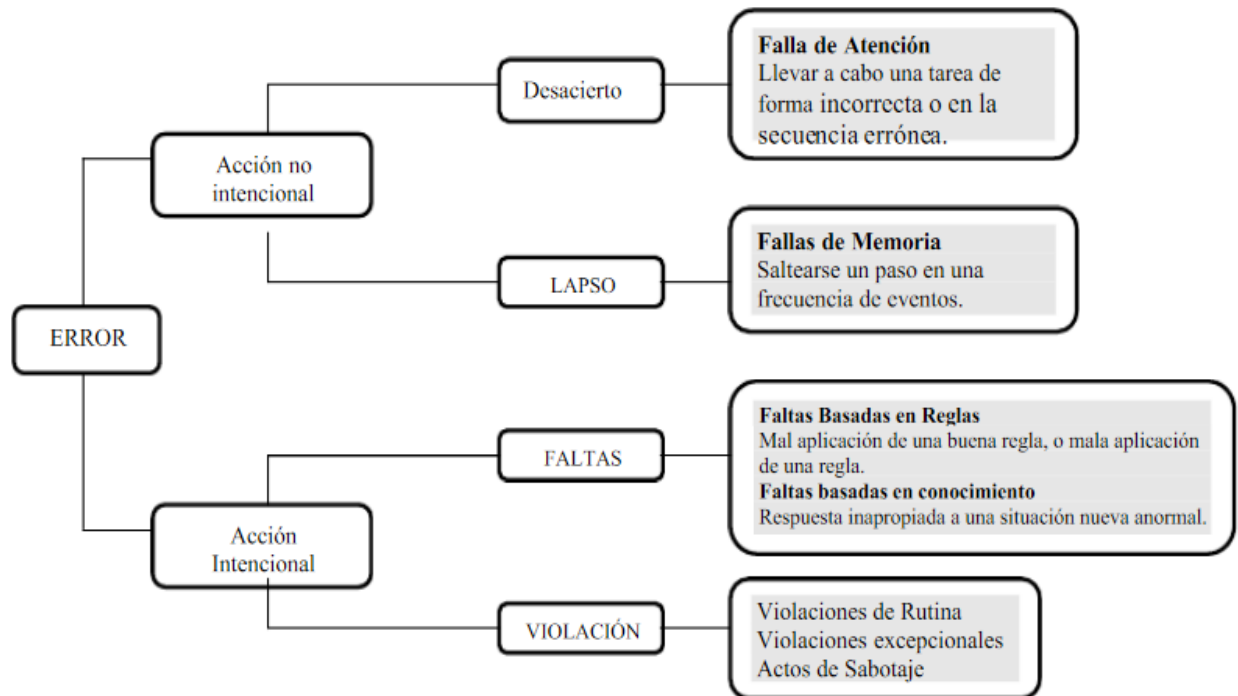 Falla de Atención
Llevar a cabo una tarea de
forma incorrecta o en la
secuencia errónea.
Desacierto
Acción no
intencional
Fallas de Memoria
Saltearse un paso en una
frecuencia de eventos.
LAPSO
ERROR
Faltas Basadas en Reglas
Mal aplicación de una buena regla, o mala aplicación
de una regla.
Faltas basadas en conocimiento
Respuesta inapropiada a una situación nueva anormal.
FALTAS
Acción
Intencional
VIOLACIÓN
Violaciones de Rutina
Violaciones excepcionales
Actos de Sabotaje